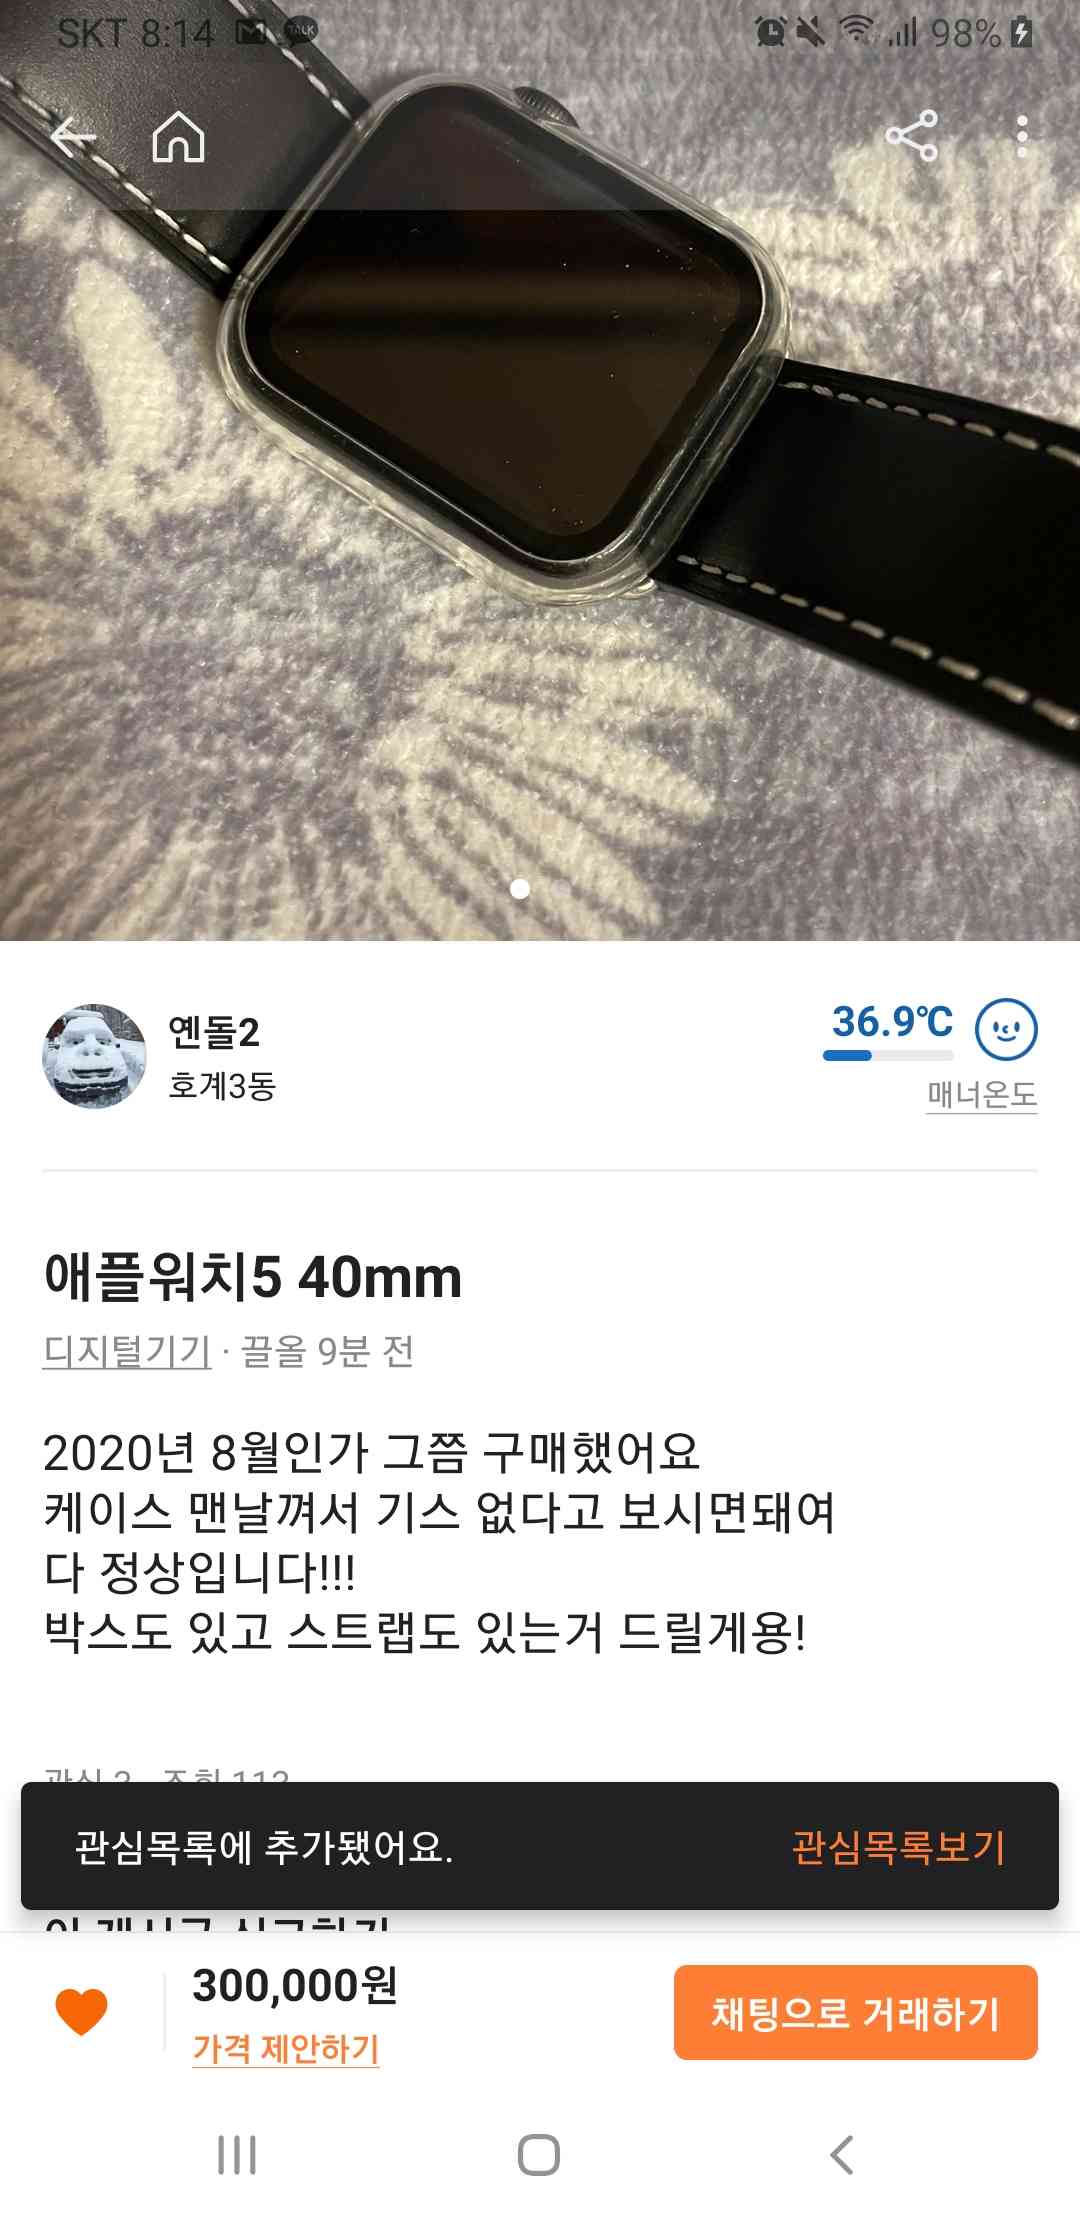 SKT 8:14
TALK
98%
옌돌2
호계3동
36.9℃
매너온도
애플워치5 40mm
디지털기기 · 끌올 9분 전
2020년 8월인가 그쯤 구매했어요
케이스 맨날껴서 기스 없다고 보시면돼여
다 정상입니다!!!
박스도 있고 스트랩도 있는거 드릴게용!
관심 3 · 조회 113
관심목록에 추가됐어요.
관심목록보기
이 게시글 신고하기
300,000원
가격 제안하기
채팅으로 거래하기